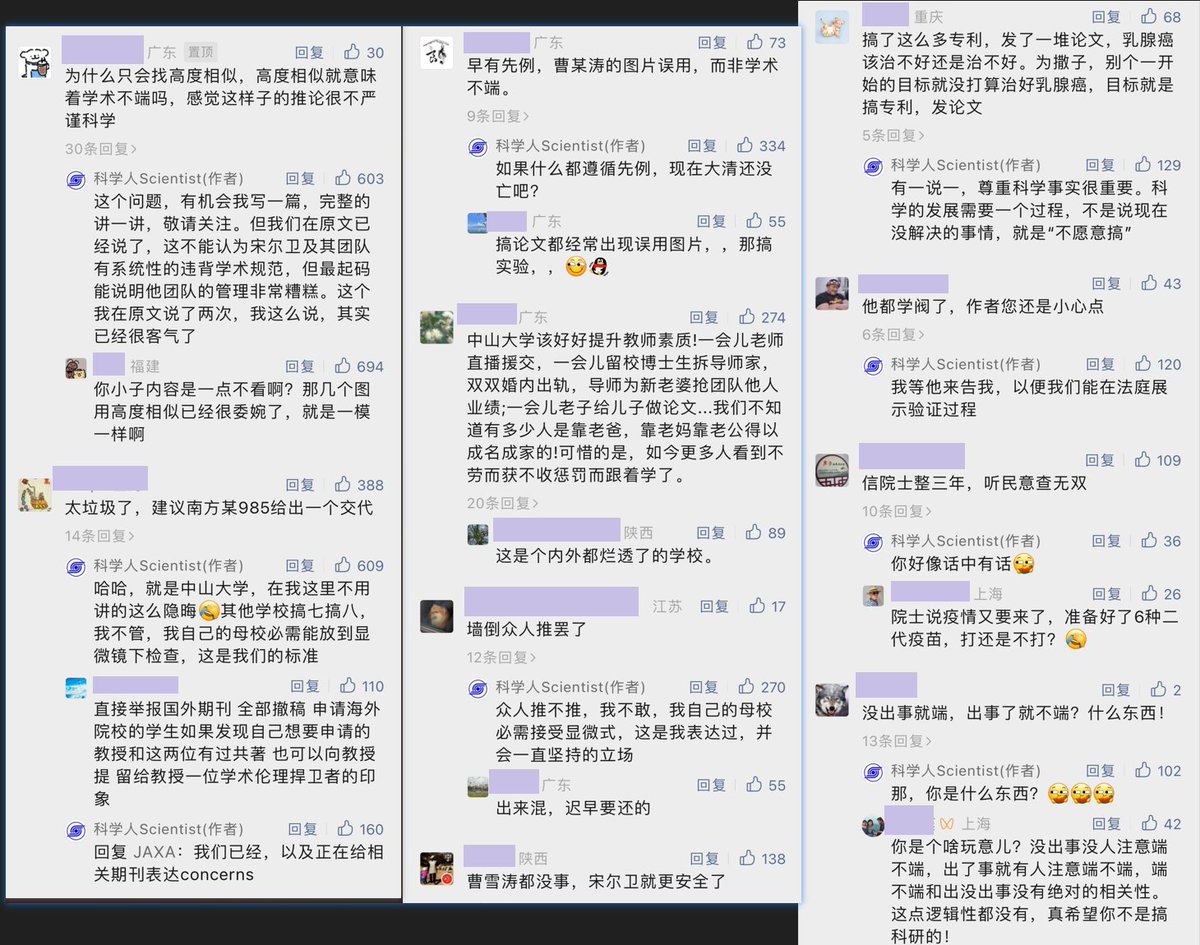 广东 置顶 回复 30
为什么只会找高度相似，高度相似就意味
着学术不端吗，感觉这样子的推论很不严
谨科学
30条回复>
科学人Scientist(作者) 回复 603
这个问题，有机会我写一篇，完整的
讲一讲，敬请关注。但我们在原文已
经说了，这不能认为宋尔卫及其团队
有系统性的违背学术规范，但最起码
能说明他团队的管理非常糟糕。这个
我在原文说了两次，我这么说，其实
已经很客气了
福建 回复 694
你小子内容是一点不看啊？那几个图
用高度相似已经很委婉了，就是一模
一样啊
回复 388
太垃圾了，建议南方某985给出一个交代
14条回复>
科学人Scientist(作者) 回复 609
哈哈，就是中山大学，在我这里不用
讲的这么隐晦其他学校搞七搞八，
我不管，我自己的母校必需能放到显
微镜下检查，这是我们的标准
回复 110
直接举报国外期刊 全部撤稿 申请海外
院校的学生如果发现自己想要申请的
教授和这两位有过共著 也可以向教授
提 留给教授一位学术伦理捍卫者的印
象
科学人Scientist(作者) 回复 160
回复 JAXA：我们已经，以及正在给相
关期刊表达concerns
广东 回复 73
早有先例，曹某涛的图片误用，而非学术
不端。
9条回复>
科学人Scientist(作者) 回复 334
如果什么都遵循先例，现在大清还没
亡吧？
广东 回复 55
搞论文都经常出现误用图片，，那搞
实验，，
广东 回复 274
中山大学该好好提升教师素质!一会儿老师
直播援交，一会儿留校博士生拆导师家，
双双婚内出轨，导师为新老婆抢团队他人
业绩;一会儿老子给儿子做论文...我们不知
道有多少人是靠老爸，靠老妈靠老公得以
成名成家的!可惜的是，如今更多人看到不
劳而获不收惩罚而跟着学了。
20条回复>
陕西 回复 89
这是个内外都烂透了的学校。
江苏 回复 17
墙倒众人推罢了
12条回复>
科学人Scientist(作者) 回复 270
众人推不推，我不敢，我自己的母校
必需接受显微式，这是我表达过，并
会一直坚持的立场
广东 回复 55
出来混，迟早要还的
陕西 回复 138
曹雪涛都没事，宋尔卫就更安全了
重庆 回复 68
搞了这么多专利，发了一堆论文，乳腺癌
该治不好还是治不好。为撒子，别个一开
始的目标就没打算治好乳腺癌，目标就是
搞专利，发论文
5条回复>
科学人Scientist(作者) 回复 129
有一说一，尊重科学事实很重要。科
学的发展需要一个过程，不是说现在
没解决的事情，就是“不愿意搞”
回复 43
他都学阀了，作者您还是小心点
6条回复>
科学人Scientist(作者) 回复 120
我等他来告我，以便我们能在法庭展
示验证过程
回复 109
信院士整三年，听民意查无双
10条回复>
科学人Scientist(作者) 回复 36
你好像话中有话
上海 回复 26
院士说疫情又要来了，准备好了6种二
代疫苗，打还是不打？
回复 2
没出事就端，出事了就不端？什么东西！
13条回复>
科学人Scientist(作者) 回复 102
那，你是什么东西？
上海 回复 42
你是个啥玩意儿？没出事没人注意端
不端，出了事就有人注意端不端，端
不端和出没出事没有绝对的相关性。
这点逻辑性都没有，真希望你不是搞
科研的！